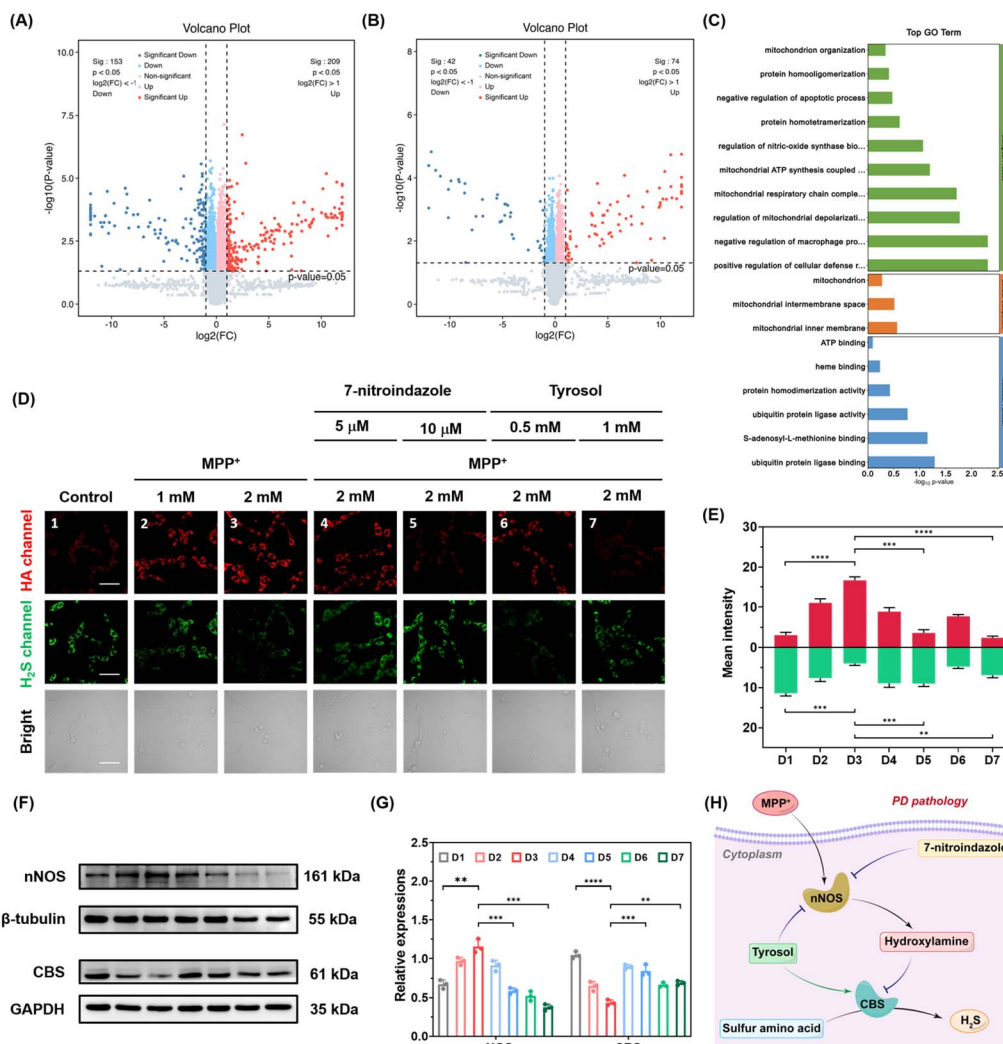 (A)
Volcano Plot
Sig : 153
p < 0.05
log2(FC) < -1
Down
Significant Down
Down
Non-significant
Up
Significant Up
Sig : 209
p < 0.05
log2(FC) > 1
Up
10.0
7.5
5.0
2.5
0.0
-log10(P-value)
p-value=0.05
-10 -5 0 5 10
log2(FC)
(B)
Volcano Plot
Sig : 42
p < 0.05
log2(FC) < -1
Down
Significant Down
Down
Non-significant
Up
Significant Up
Sig : 74
p < 0.05
log2(FC) > 1
Up
8
6
4
2
0
-log10(P-value)
p-value=0.05
-10 -5 0 5 10
log2(FC)
(C)
Top GO Term
mitochondrion organization
protein homooligomerization
negative regulation of apoptotic process
protein homotetramerization
regulation of nitric-oxide synthase bio...
mitochondrial ATP synthesis coupled ...
mitochondrial respiratory chain comple...
regulation of mitochondrial depolarizati...
negative regulation of macrophage pro...
positive regulation of cellular defense r...
mitochondrion
mitochondrial intermembrane space
mitochondrial inner membrane
ATP binding
heme binding
protein homodimerization activity
ubiquitin protein ligase activity
S-adenosyl-L-methionine binding
ubiquitin protein ligase binding
0.0 0.5 1.0 1.5 2.0 2.5
-log10 p-value
(D)
7-nitroindazole Tyrosol
5 μM 10 μM 0.5 mM 1 mM
MPP⁺ MPP⁺
Control 1 mM 2 mM 2 mM 2 mM 2 mM 2 mM
1 2 3 4 5 6 7
HA channel
H₂S channel
Bright
(E)
30
20
10
0
10
20
Mean intensity
**** *** ****
*** *** **
D1 D2 D3 D4 D5 D6 D7
(F)
nNOS 161 kDa
β-tubulin 55 kDa
CBS 61 kDa
GAPDH 35 kDa
(G)
D1 D2 D3 D4 D5 D6 D7
2.5
2.0
1.5
1.0
0.5
0.0
Relative expressions
** *** ***
**** *** **
(H)
MPP⁺
PD pathology
Cytoplasm
7-nitroindazole
nNOS
Tyrosol
Hydroxylamine
CBS
Sulfur amino acid
H₂S